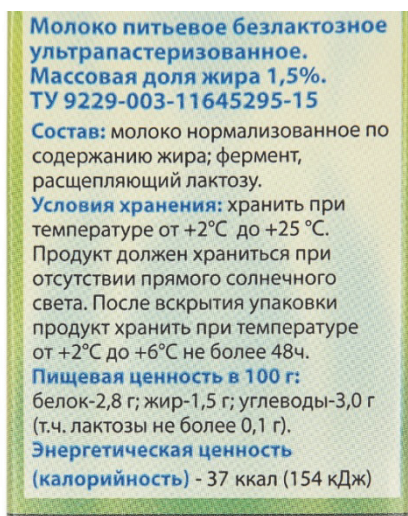 Молоко питьевое безлактозное
ультрапастеризованное.
Массовая доля жира 1,5%.
ТУ 9229-003-11645295-15
Состав: молоко нормализованное по
содержанию жира; фермент,
расщепляющий лактозу.
Условия хранения: хранить при
температуре от +2°С до +25 °С.
Продукт должен храниться при
отсутствии прямого солнечного
света. После вскрытия упаковки
продукт хранить при температуре
от +2°С до +6°С не более 48ч.
Пищевая ценность в 100 г:
белок-2,8 г; жир-1,5 г; углеводы-3,0 г
(т.ч. лактозы не более 0,1 г).
Энергетическая ценность
(калорийность) - 37 ккал (154 кДж)